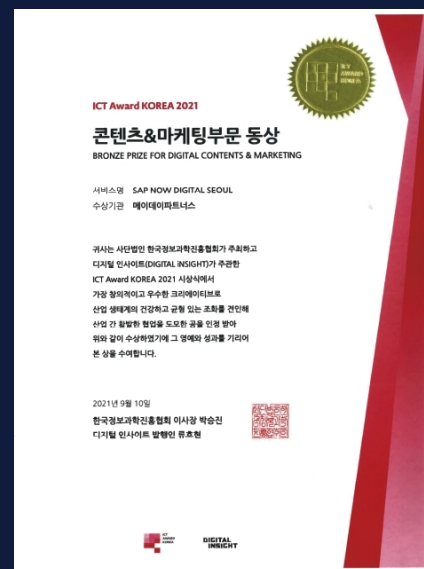 ICT Award KOREA 2021
콘텐츠&마케팅부문 동상
BRONZE PRIZE FOR DIGITAL CONTENTS & MARKETING
서비스명 SAP NOW DIGITAL SEOUL
수상기관 메이데이파트너스
귀사는 사단법인 한국정보과학진흥협회가 주최하고
디지털 인사이트(DIGITAL iNSIGHT)가 주관한
ICT Award KOREA 2021 시상식에서
가장 창의적이고 우수한 크리에이티브로
산업 생태계의 건강하고 균형 있는 조화를 견인해
산업 간 활발한 협업을 도모한 공을 인정 받아
위와 같이 수상하였기에 그 영예와 성과를 기리어
본 상을 수여합니다.
2021년 9월 10일
한국정보과학진흥협회 이사장 박승진
디지털 인사이트 발행인 류호현
ICT AWARD KOREA
DIGITAL
iNSIGHT